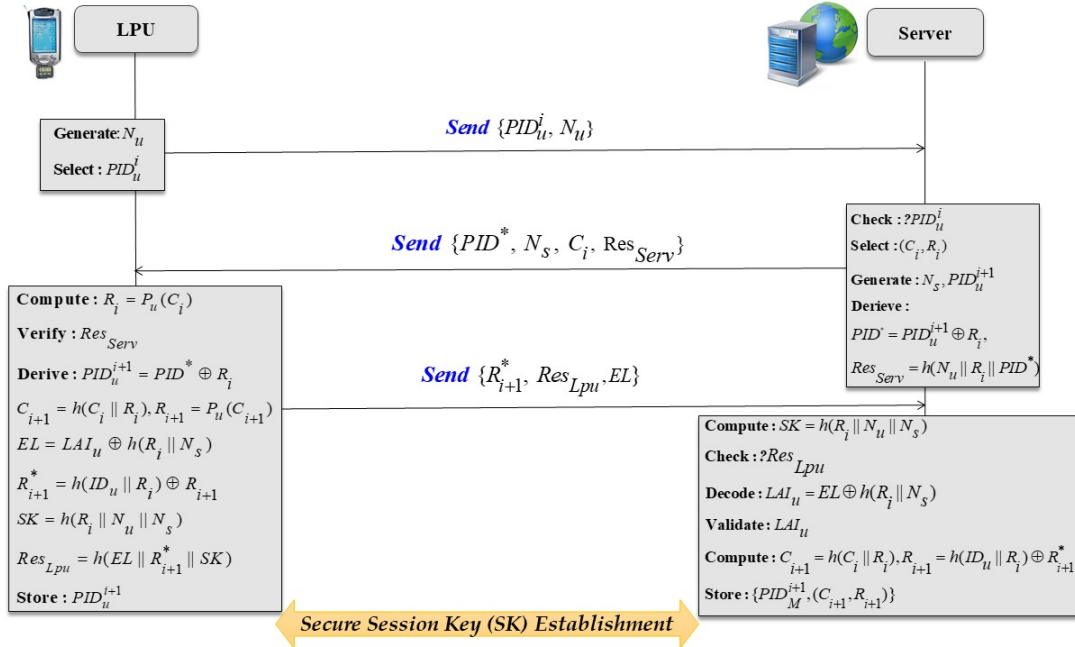 LPU
Server
Generate: N_u
Select : PID_u^i
Send {PID_u^i, N_u}
Check : ?PID_u^i
Select : (C_i, R_i)
Generate : N_s, PID_u^{i+1}
Derieve :
PID^* = PID_u^{i+1} ⊕ R_i,
Res_Serv = h(N_u || R_i || PID^*)
Send {PID^*, N_s, C_i, Res_Serv}
Compute : R_i = P_u(C_i)
Verify : Res_Serv
Derive : PID_u^{i+1} = PID^* ⊕ R_i
C_{i+1} = h(C_i || R_i), R_{i+1} = P_u(C_{i+1})
EL = LAI_u ⊕ h(R_i || N_s)
R_{i+1}^* = h(ID_u || R_i) ⊕ R_{i+1}
SK = h(R_i || N_u || N_s)
Res_Lpu = h(EL || R_{i+1}^* || SK)
Store : PID_u^{i+1}
Send {R_{i+1}^*, Res_Lpu, EL}
Compute : SK = h(R_i || N_u || N_s)
Check : ?Res_Lpu
Decode : LAI_u = EL ⊕ h(R_i || N_s)
Validate : LAI_u
Compute : C_{i+1} = h(C_i || R_i), R_{i+1} = h(ID_u || R_i) ⊕ R_{i+1}^*
Store : {PID_M^{i+1}, (C_{i+1}, R_{i+1})}
Secure Session Key (SK) Establishment